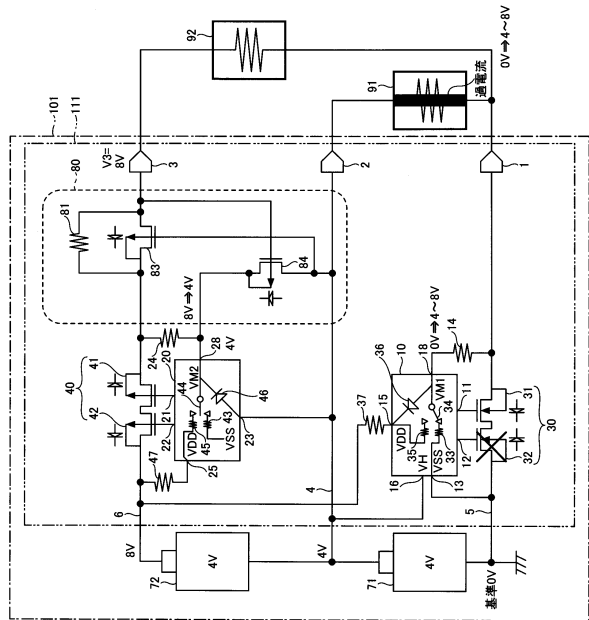 101
111
80
92
91
過電流
0V⇒4~8V
V3=
8V
3
2
1
81
83
84
8V⇒4V
4V
28
24
20
40
41
42
21
22
44
VM2
46
43
45
VDD
VSS
23
25
47
6
8V
4
4V
5
37
36
10
0V⇒4~8V
14
18
15
VM1
34
VDD
35
33
VH
VSS
16
13
12
11
31
32
30
72
4V
71
4V
基準0V